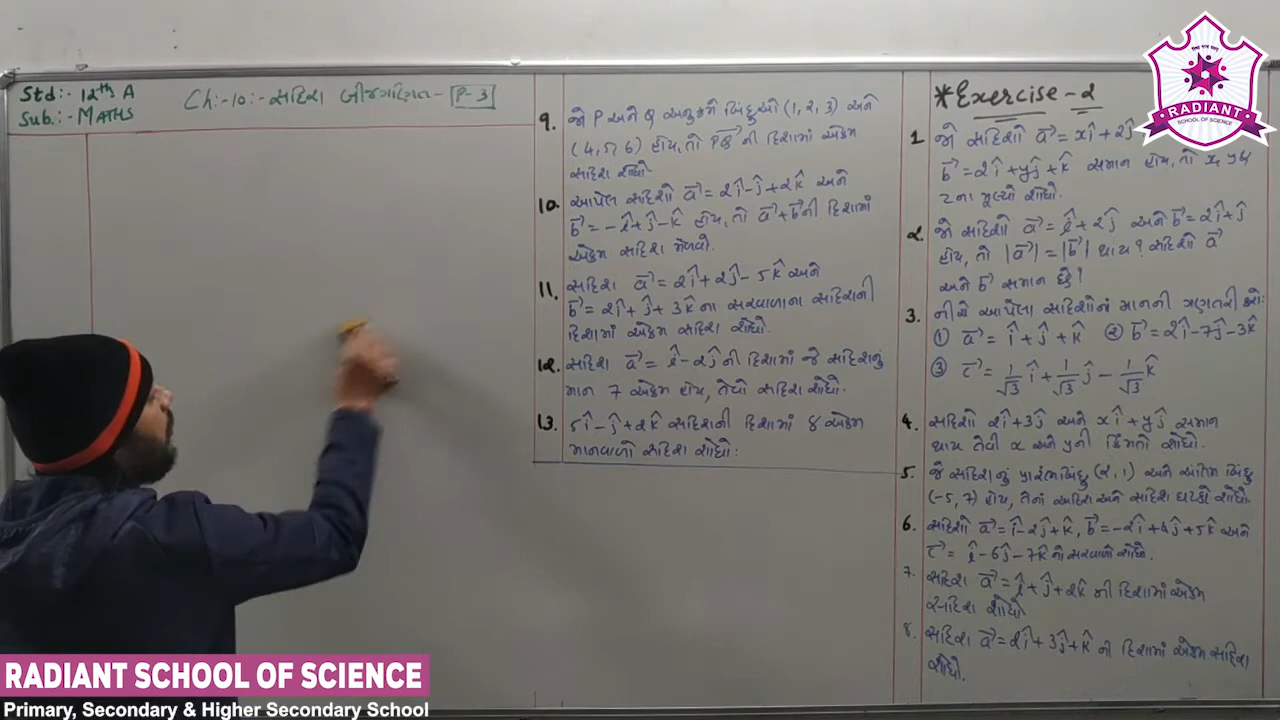 Std:- 12th A
Sub:- MATHS
Ch:-10:- સદિશ બીજગણિત- P-3
9. જો P અને Q અનુક્રમે બિંદુઓ (1, 2, 3) અને
(4, 5, 6) હોય, તો PQ⃗ ની દિશામાં એકમ
સદિશ શોધો.
10. આપેલ સદિશો a⃗ = 2î-ĵ+2k̂ અને
b⃗ = -î+ĵ-k̂ હોય, તો a⃗+b⃗ની દિશામાં
એકમ સદિશ મેળવો.
11. સદિશ a⃗ = 2î+2ĵ-5k̂ અને
b⃗ = 2î+ĵ+3k̂ ના સરવાળાના સદિશની
દિશામાં એકમ સદિશ શોધો.
12. સદિશ a⃗ = î-2ĵ ની દિશામાં જે સદિશનું
માન 7 એકમ હોય, તેવો સદિશ શોધો.
13. 5î-ĵ+2k̂ સદિશની દિશામાં 8 એકમ
માનવાળો સદિશ શોધો:
*Exercise-2
1 જો સદિશો a⃗ = xî+2ĵ
b⃗ = 2î+yĵ+k̂ સમાન હોય, તો x, y અને
zના મૂલ્યો શોધો.
2. જો સદિશો a⃗ = î+2ĵ અને b⃗ = 2î+ĵ
હોય, તો |a⃗| = |b⃗| થાય? સદિશો a⃗
અને b⃗ સમાન છે?
3. નીચે આપેલા સદિશોનાં માનની ગણતરી કરો:
① a⃗ = î+ĵ+k̂ ② b⃗ = 2î-7ĵ-3k̂
③ c⃗ = 1/√3 î + 1/√3 ĵ - 1/√3 k̂
4. સદિશો 2î+3ĵ અને xî+yĵ સમાન
થાય તેવી x અને yની કિંમતો શોધો.
5. જે સદિશનું પ્રારંભબિંદુ (2, 1) અને અંતિમ બિંદુ
(-5, 7) હોય, તેનાં અદિશ અને સદિશ ઘટકો શોધો.
6. સદિશો a⃗ = î-2ĵ+k̂, b⃗ = -2î+4ĵ+5k̂ અને
c⃗ = î-6ĵ-7k̂ નો સરવાળો શોધો.
7. સદિશ a⃗ = î+ĵ+2k̂ ની દિશામાં એકમ
સદિશ શોધો
8. સદિશ a⃗ = 2î+3ĵ+k̂ ની દિશામાં એકમ સદિશ
શોધો.
RADIANT
SCHOOL OF SCIENCE
RADIANT SCHOOL OF SCIENCE
Primary, Secondary & Higher Secondary School